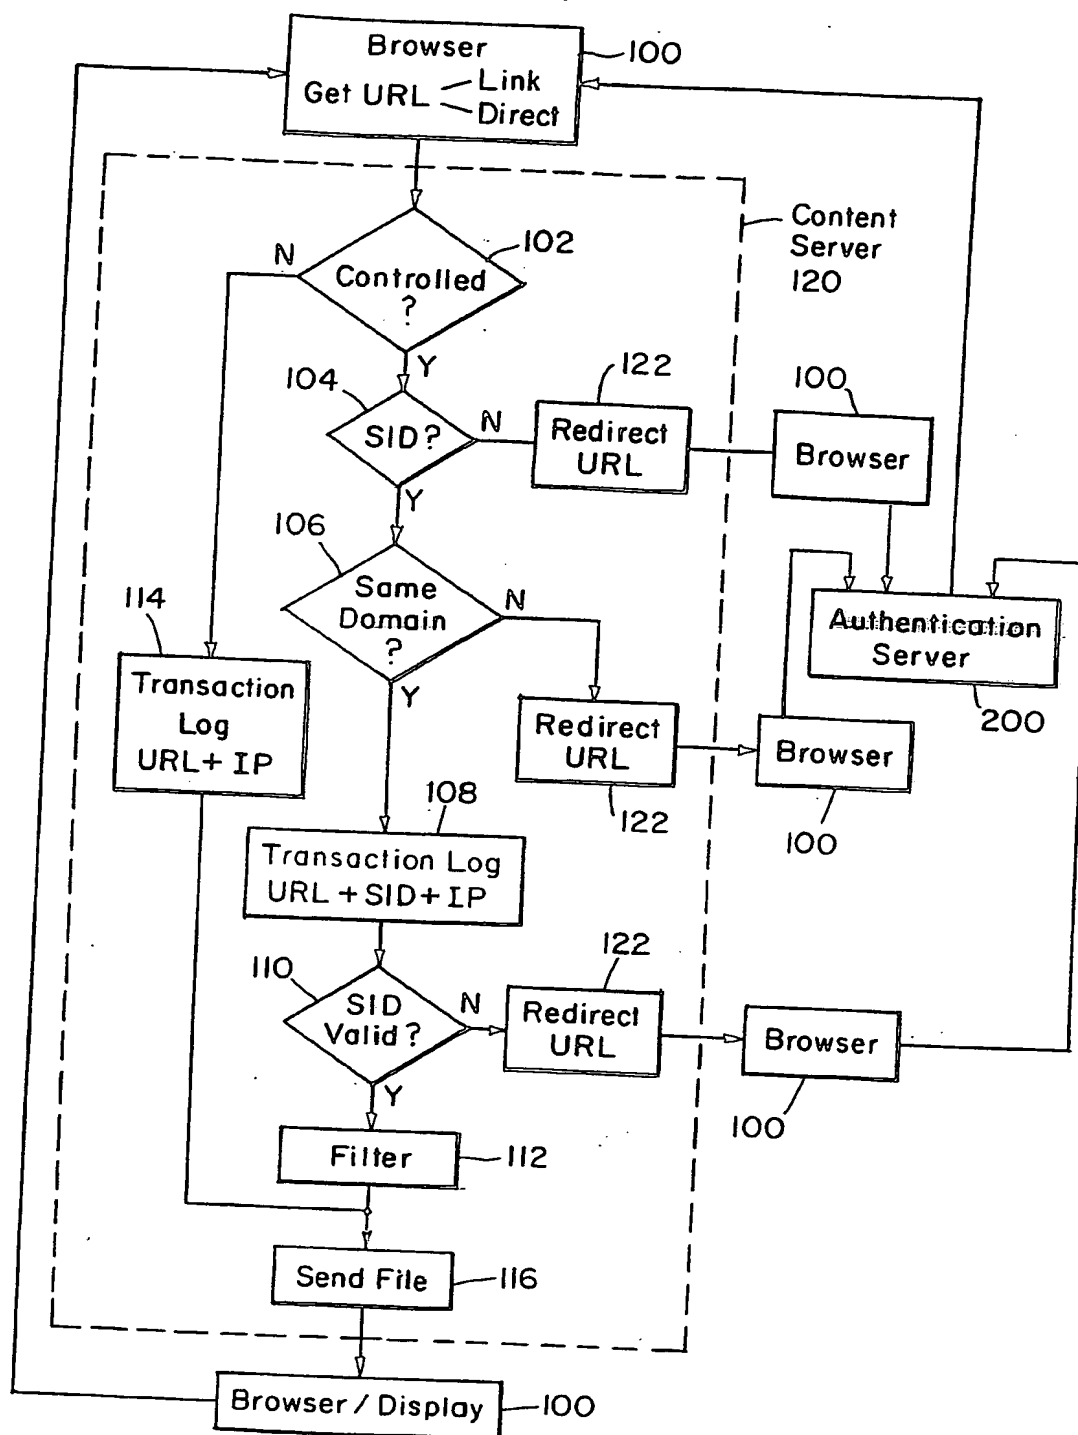 Browser
100
Get URL
Link
Direct
Content
Server
120
N
102
Controlled
?
Y
104
SID?
N
122
Redirect
URL
100
Browser
Y
106
Same
Domain
?
N
Authentication
Server
200
114
Transaction
Log
URL+ IP
Y
Redirect
URL
122
Browser
100
108
Transaction Log
URL + SID + IP
110
SID
Valid?
N
122
Redirect
URL
Browser
100
Y
Filter
112
Send File
116
Browser / Display
100